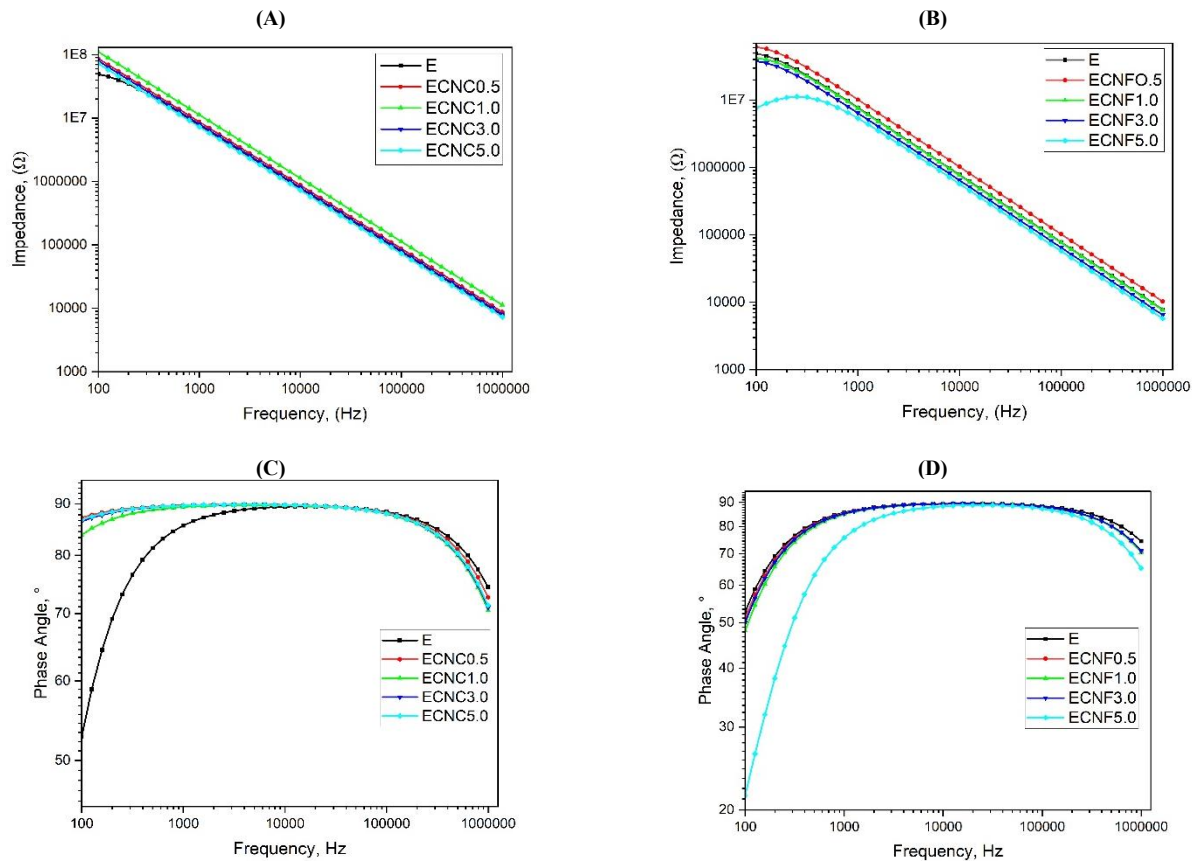 (A)
1E8
1E7
1000000
100000
10000
1000
Impedance, (Ω)
100 1000 10000 100000 1000000
Frequency, (Hz)
E
ECNC0.5
ECNC1.0
ECNC3.0
ECNC5.0
(B)
1E7
1000000
100000
10000
1000
Impedance, (Ω)
100 1000 10000 100000 1000000
Frequency, (Hz)
E
ECNFO.5
ECNF1.0
ECNF3.0
ECNF5.0
(C)
90
80
70
60
50
Phase Angle, °
100 1000 10000 100000 1000000
Frequency, Hz
E
ECNC0.5
ECNC1.0
ECNC3.0
ECNC5.0
(D)
90
80
70
60
50
40
30
20
Phase Angle, °
100 1000 10000 100000 1000000
Frequency, Hz
E
ECNF0.5
ECNF1.0
ECNF3.0
ECNF5.0